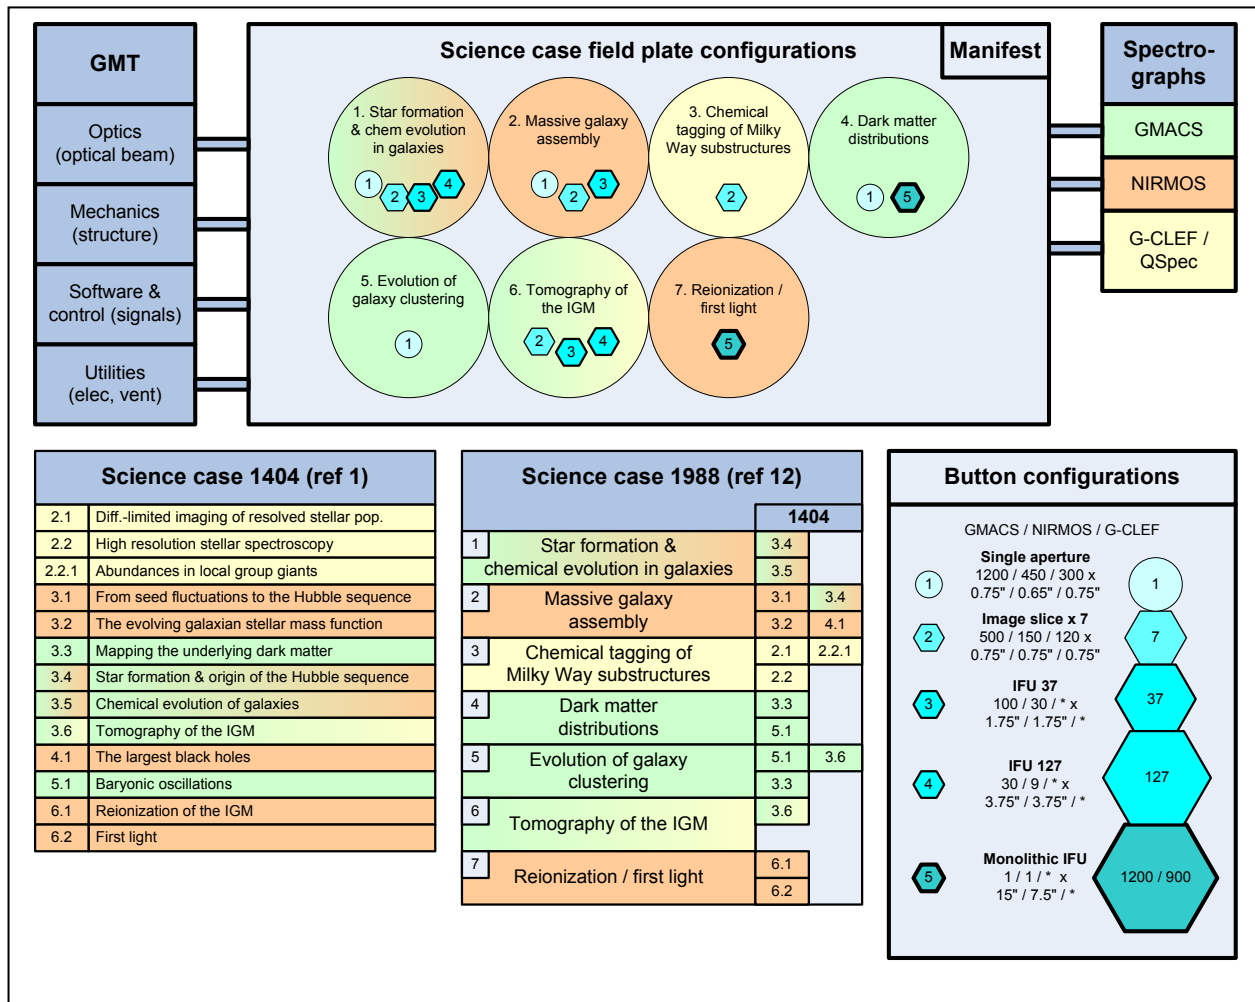 GMT
Optics
(optical beam)
Mechanics
(structure)
Software &
control (signals)
Utilities
(elec, vent)
Science case field plate configurations
Manifest
1. Star formation
& chem evolution
in galaxies
1
2
3
4
2. Massive galaxy
assembly
1
2
3
3. Chemical
tagging of Milky
Way substructures
2
4. Dark matter
distributions
1
5
5. Evolution of
galaxy clustering
1
6. Tomography of
the IGM
2
3
4
7. Reionization /
first light
5
Spectro-
graphs
GMACS
NIRMOS
G-CLEF /
QSpec
Science case 1404 (ref 1)
2.1 Diff.-limited imaging of resolved stellar pop.
2.2 High resolution stellar spectroscopy
2.2.1 Abundances in local group giants
3.1 From seed fluctuations to the Hubble sequence
3.2 The evolving galaxian stellar mass function
3.3 Mapping the underlying dark matter
3.4 Star formation & origin of the Hubble sequence
3.5 Chemical evolution of galaxies
3.6 Tomography of the IGM
4.1 The largest black holes
5.1 Baryonic oscillations
6.1 Reionization of the IGM
6.2 First light
Science case 1988 (ref 12)
1404
1 Star formation & 3.4
chemical evolution in galaxies 3.5
2 Massive galaxy 3.1 3.4
assembly 3.2 4.1
3 Chemical tagging of 2.1 2.2.1
Milky Way substructures 2.2
4 Dark matter 3.3
distributions 5.1
5 Evolution of galaxy 5.1 3.6
clustering 3.3
6 Tomography of the IGM 3.6
7 Reionization / first light 6.1
6.2
Button configurations
GMACS / NIRMOS / G-CLEF
Single aperture
1 1200 / 450 / 300 x 1
0.75" / 0.65" / 0.75"
Image slice x 7
2 500 / 150 / 120 x 7
0.75" / 0.75" / 0.75"
IFU 37
3 100 / 30 / * x 37
1.75" / 1.75" / *
IFU 127
4 30 / 9 / * x 127
3.75" / 3.75" / *
Monolithic IFU
5 1 / 1 / * x 1200 / 900
15" / 7.5" / *